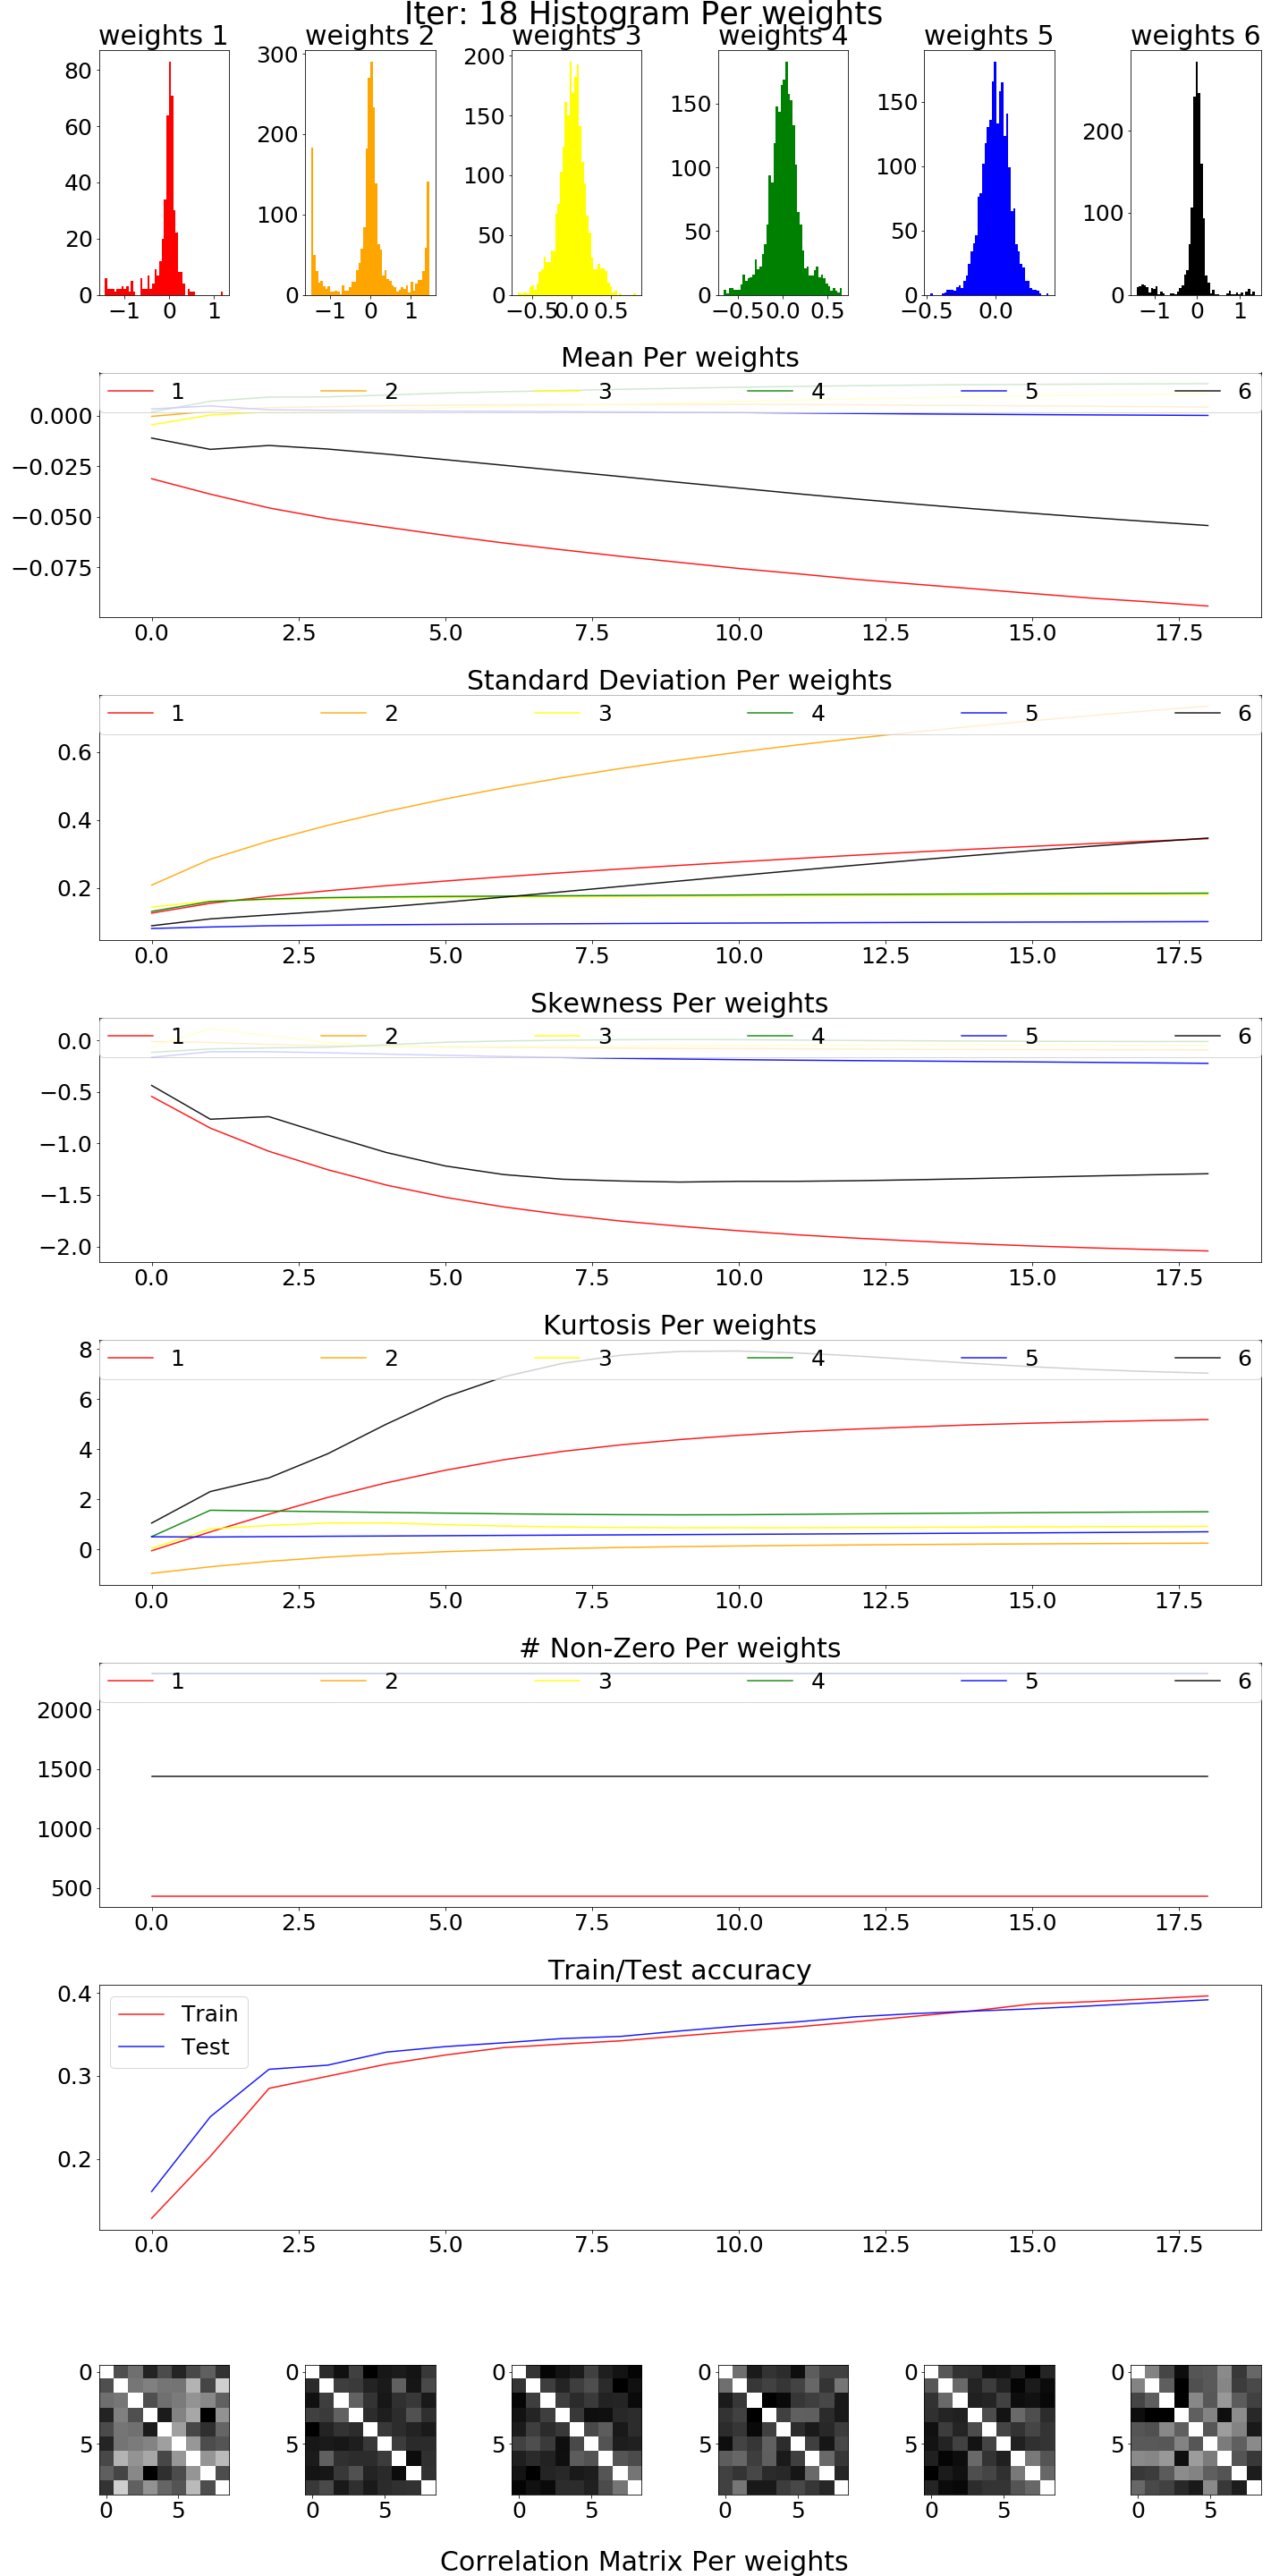 Iter: 18 Histogram Per weights
weights 1 weights 2 weights 3 weights 4 weights 5 weights 6
80 60 40 20 0
−1 0 1
300 200 100 0
−1 0 1
200 150 100 50 0
−0.5 0.0 0.5
150 100 50 0
−0.5 0.0 0.5
150 100 50 0
−0.5 0.0
200 100 0
−1 0 1
Mean Per weights
1 2 3 4 5 6
0.000
−0.025
−0.050
−0.075
0.0 2.5 5.0 7.5 10.0 12.5 15.0 17.5
Standard Deviation Per weights
1 2 3 4 5 6
0.6
0.4
0.2
0.0 2.5 5.0 7.5 10.0 12.5 15.0 17.5
Skewness Per weights
1 2 3 4 5 6
0.0
−0.5
−1.0
−1.5
−2.0
0.0 2.5 5.0 7.5 10.0 12.5 15.0 17.5
Kurtosis Per weights
1 2 3 4 5 6
8
6
4
2
0
0.0 2.5 5.0 7.5 10.0 12.5 15.0 17.5
# Non-Zero Per weights
1 2 3 4 5 6
2000
1500
1000
500
0.0 2.5 5.0 7.5 10.0 12.5 15.0 17.5
Train/Test accuracy
Train
Test
0.4
0.3
0.2
0.0 2.5 5.0 7.5 10.0 12.5 15.0 17.5
0 0 0 0 0 0
5 5 5 5 5 5
0 5 0 5 0 5 0 5 0 5 0 5
Correlation Matrix Per weights